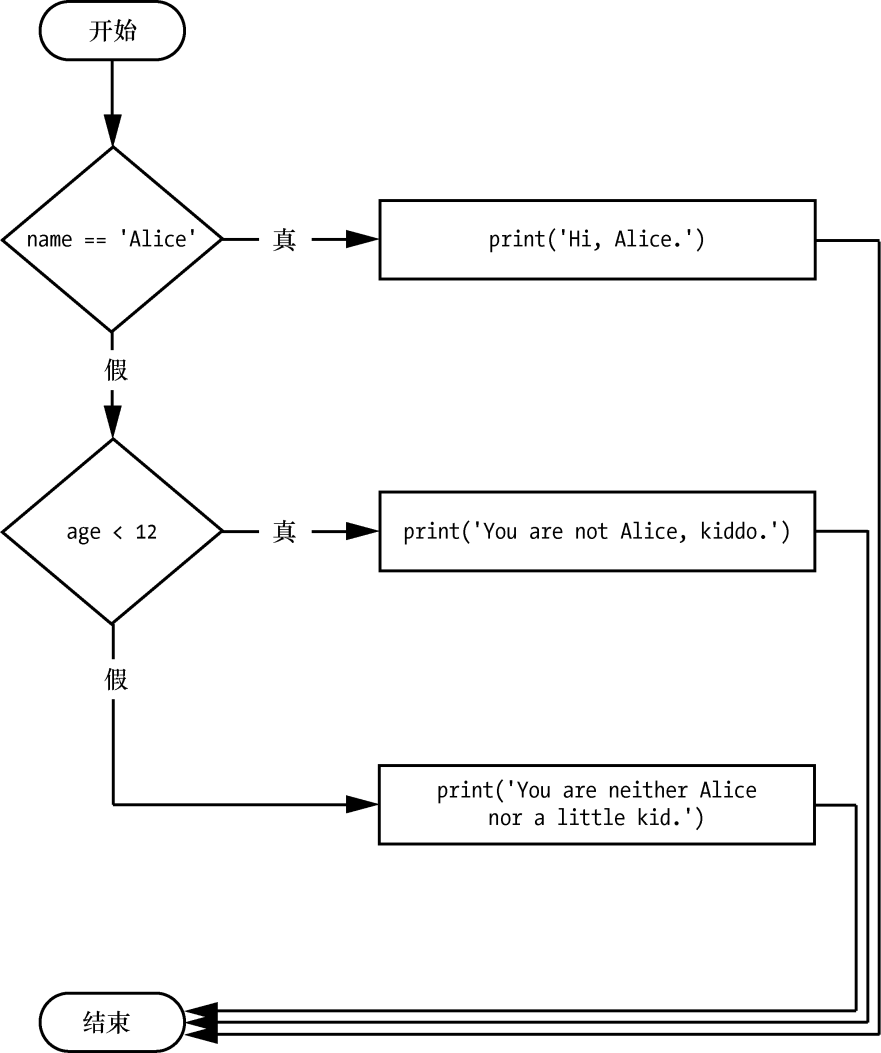 开始
name == 'Alice'
真
print('Hi, Alice.')
假
age < 12
真
print('You are not Alice, kiddo.')
假
print('You are neither Alice
nor a little kid.')
结束